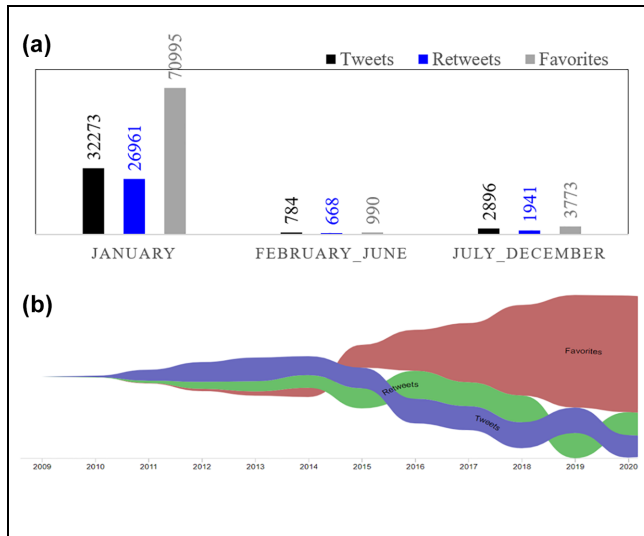 (a)
Tweets Retweets Favorites
32273 26961 70995 784 668 990 2896 1941 3773
JANUARY FEBRUARY_JUNE JULY_DECEMBER
(b)
Favorites
Retweets
Tweets
2009 2010 2011 2012 2013 2014 2015 2016 2017 2018 2019 2020